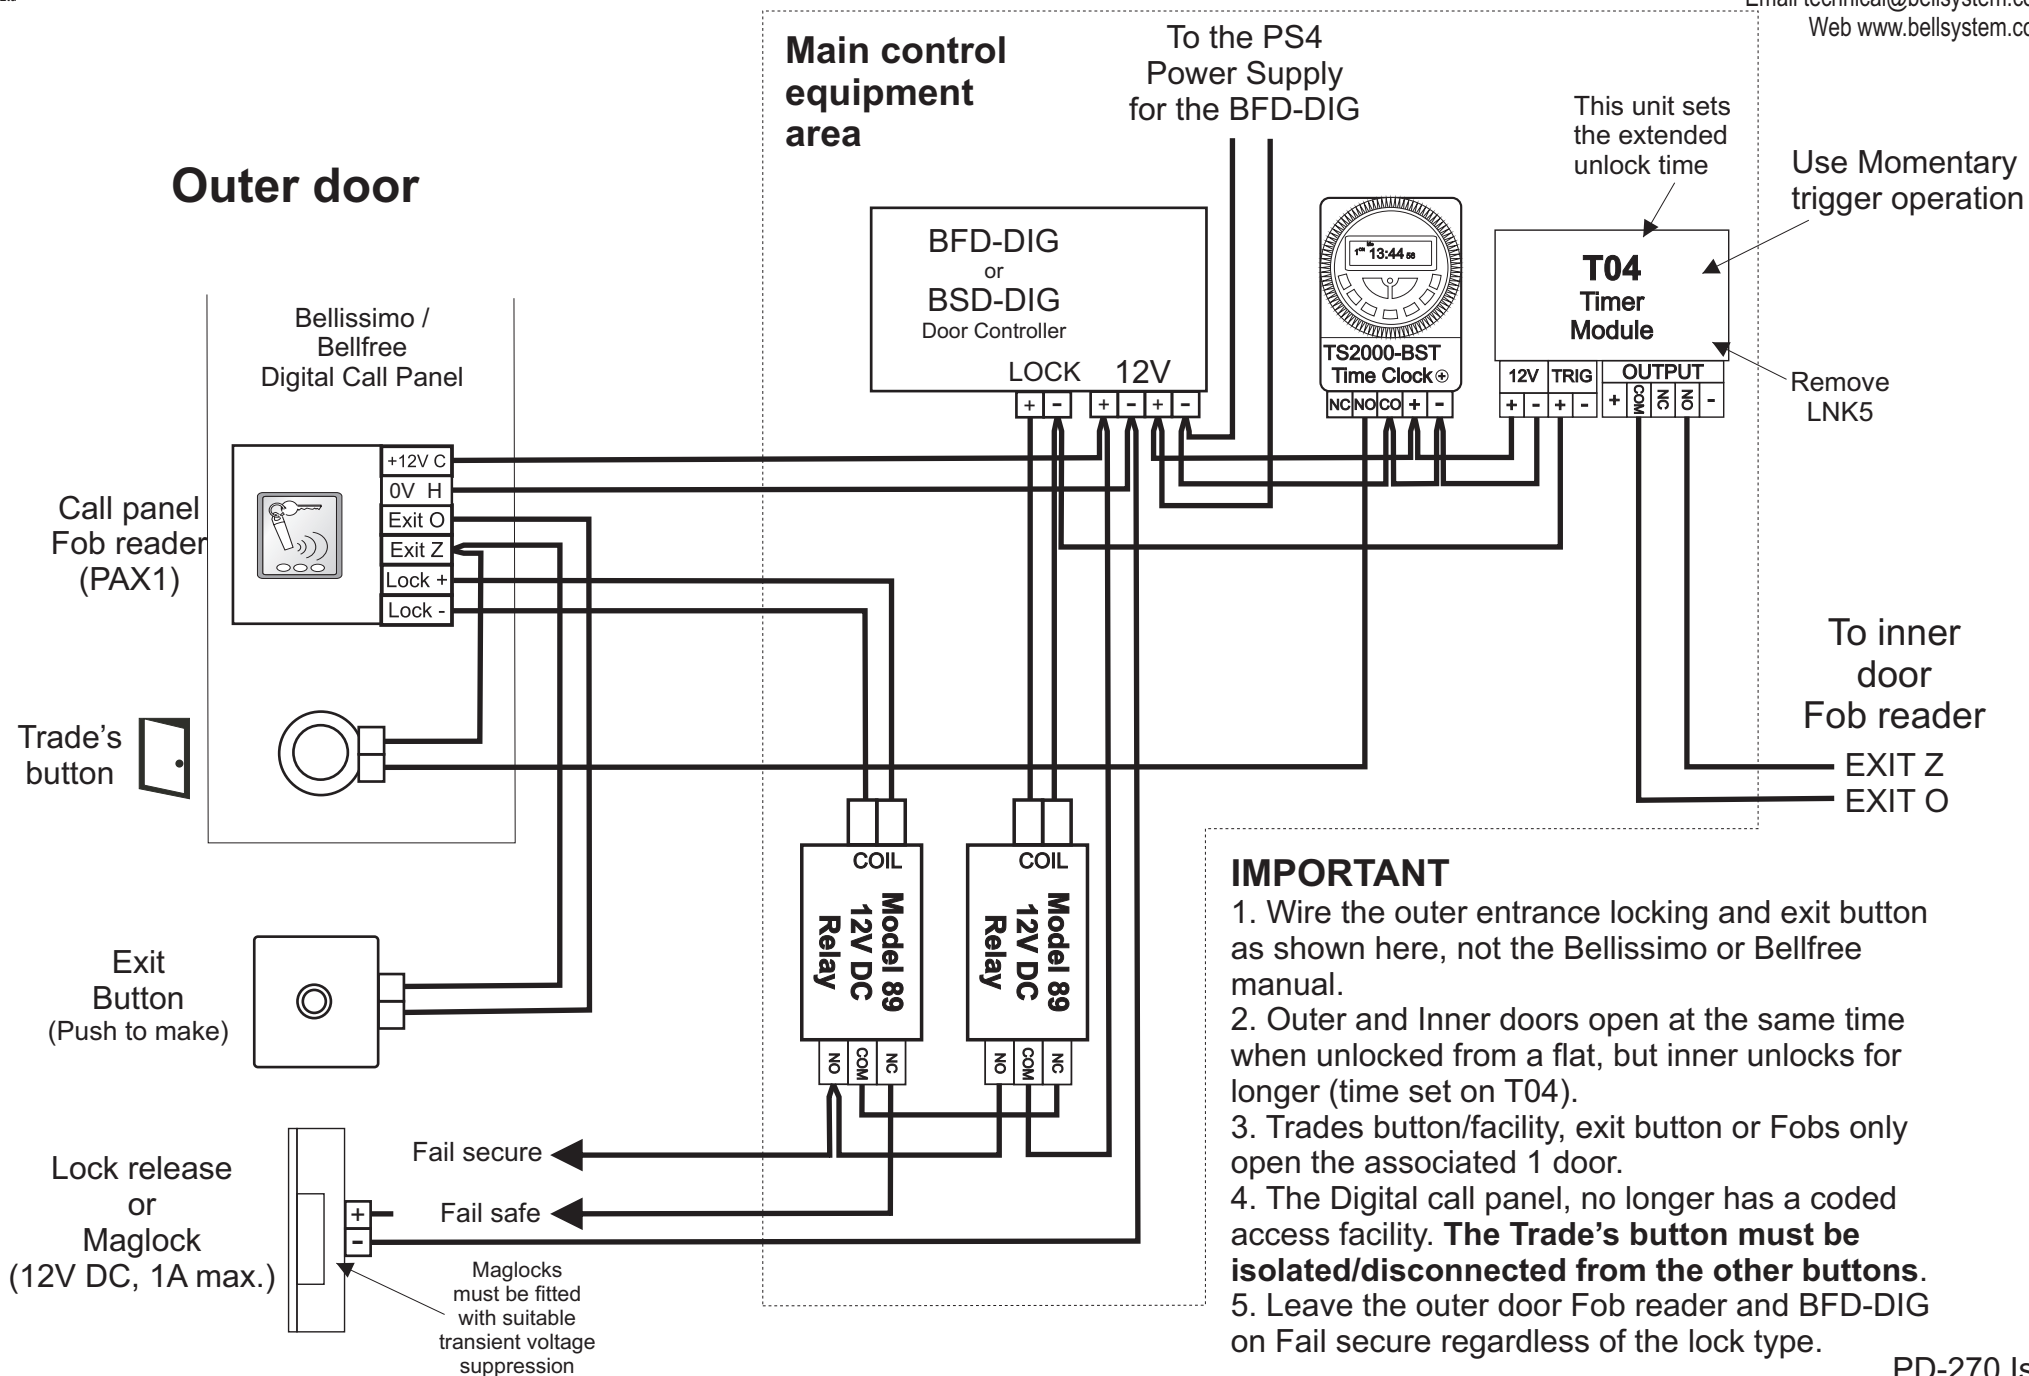 Web www.bellsystem.co
Main control
equipment
area
To the PS4
Power Supply
for the BFD-DIG
This unit sets
the extended
unlock time
Use Momentary
trigger operation
Outer door
BFD-DIG
or
BSD-DIG
Door Controller
LOCK 12V
+ - + - + -
13:44
TS2000-BST
Time Clock
NC NO CO + -
T04
Timer
Module
12V TRIG OUTPUT
+ - + - + COM NC NO -
Remove
LNK5
Bellissimo /
Bellfree
Digital Call Panel
+12V C
0V H
Exit O
Exit Z
Lock +
Lock -
Call panel
Fob reader
(PAX1)
Trade's
button
To inner
door
Fob reader
EXIT Z
EXIT O
COIL
Model 89
12V DC
Relay
NO COM NC
COIL
Model 89
12V DC
Relay
NO COM NC
Exit
Button
(Push to make)
Fail secure
Fail safe
Lock release
or
Maglock
(12V DC, 1A max.)
+
-
Maglocks
must be fitted
with suitable
transient voltage
suppression
IMPORTANT
1. Wire the outer entrance locking and exit button
as shown here, not the Bellissimo or Bellfree
manual.
2. Outer and Inner doors open at the same time
when unlocked from a flat, but inner unlocks for
longer (time set on T04).
3. Trades button/facility, exit button or Fobs only
open the associated 1 door.
4. The Digital call panel, no longer has a coded
access facility. The Trade's button must be
isolated/disconnected from the other buttons.
5. Leave the outer door Fob reader and BFD-DIG
on Fail secure regardless of the lock type.
PD-270 Is